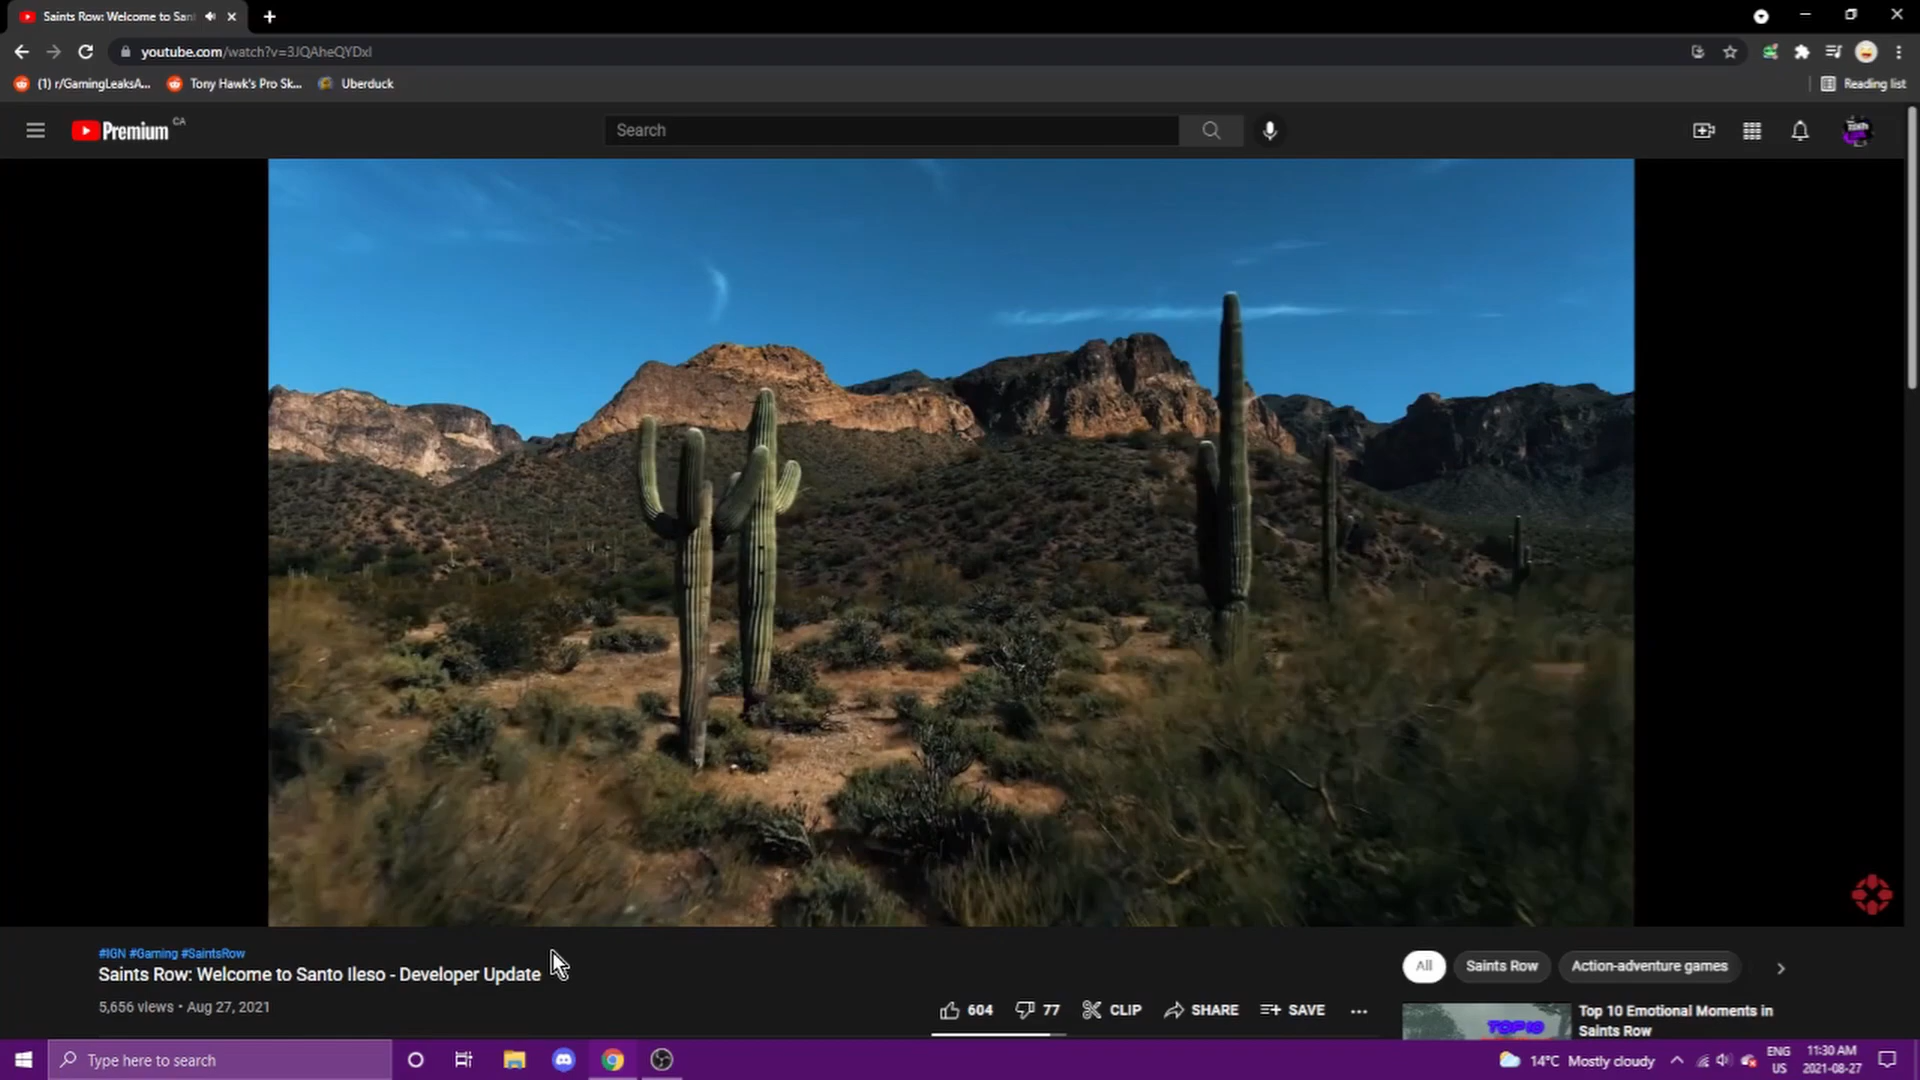 Saints Row: Welcome to San
youtube.com/watch?v=3JQAheQYDxI
(1) r/GamingLeaksA...
Tony Hawk's Pro Sk...
Uberduck
Reading list
Premium CA
Search
#IGN #Gaming #SaintsRow
Saints Row: Welcome to Santo Ileso - Developer Update
5,656 views • Aug 27, 2021
604
77
CLIP
SHARE
SAVE
All
Saints Row
Action-adventure games
TOP 10
Top 10 Emotional Moments in
Saints Row
Type here to search
14°C Mostly cloudy
ENG
US
11:30 AM
2021-08-27